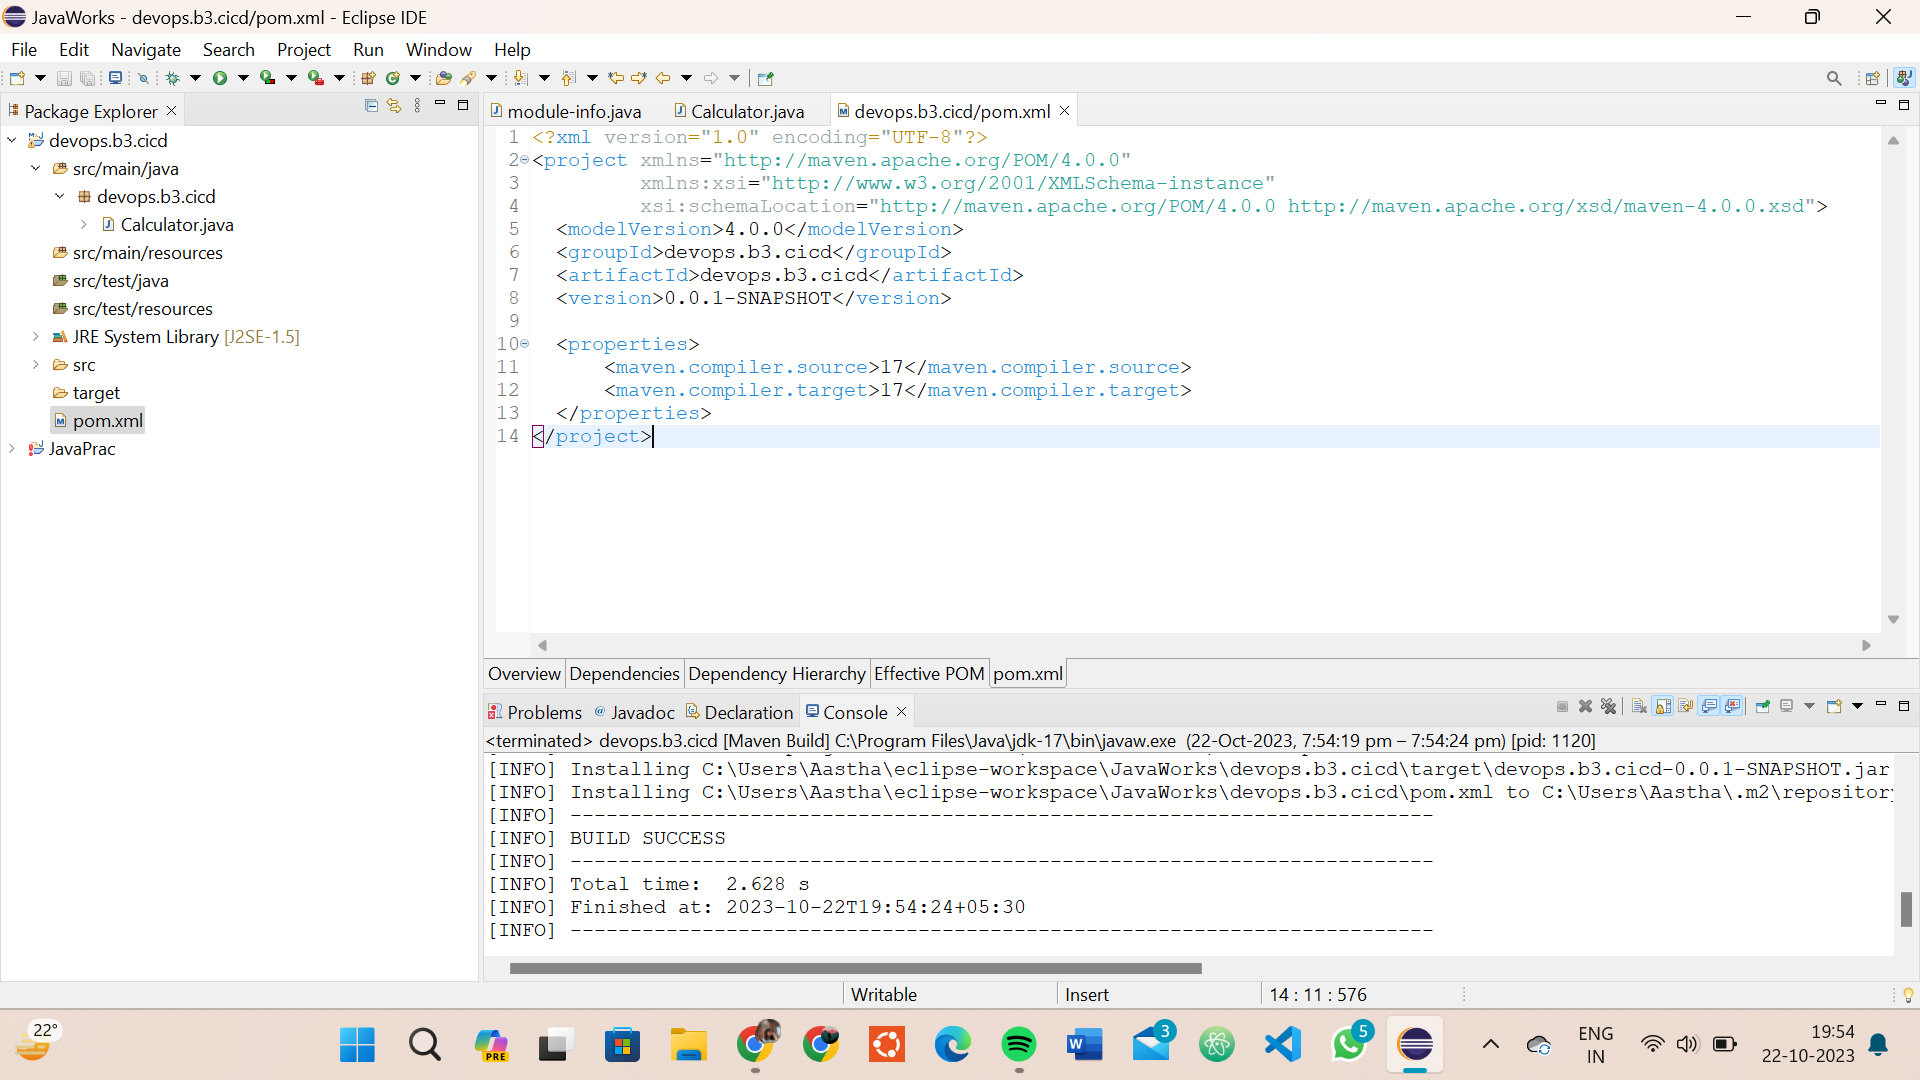 JavaWorks - devops.b3.cicd/pom.xml - Eclipse IDE
File Edit Navigate Search Project Run Window Help
Package Explorer
devops.b3.cicd
src/main/java
devops.b3.cicd
Calculator.java
src/main/resources
src/test/java
src/test/resources
JRE System Library [J2SE-1.5]
src
target
pom.xml
JavaPrac
module-info.java Calculator.java devops.b3.cicd/pom.xml
1 <?xml version="1.0" encoding="UTF-8"?>
2 <project xmlns="http://maven.apache.org/POM/4.0.0"
3 xmlns:xsi="http://www.w3.org/2001/XMLSchema-instance"
4 xsi:schemaLocation="http://maven.apache.org/POM/4.0.0 http://maven.apache.org/xsd/maven-4.0.0.xsd">
5 <modelVersion>4.0.0</modelVersion>
6 <groupId>devops.b3.cicd</groupId>
7 <artifactId>devops.b3.cicd</artifactId>
8 <version>0.0.1-SNAPSHOT</version>
9
10 <properties>
11 <maven.compiler.source>17</maven.compiler.source>
12 <maven.compiler.target>17</maven.compiler.target>
13 </properties>
14 </project>
Overview Dependencies Dependency Hierarchy Effective POM pom.xml
Problems Javadoc Declaration Console
<terminated> devops.b3.cicd [Maven Build] C:\Program Files\Java\jdk-17\bin\javaw.exe (22-Oct-2023, 7:54:19 pm – 7:54:24 pm) [pid: 1120]
[INFO] Installing C:\Users\Aastha\eclipse-workspace\JavaWorks\devops.b3.cicd\target\devops.b3.cicd-0.0.1-SNAPSHOT.jar
[INFO] Installing C:\Users\Aastha\eclipse-workspace\JavaWorks\devops.b3.cicd\pom.xml to C:\Users\Aastha\.m2\repositor
[INFO] ------------------------------------------------------------------------
[INFO] BUILD SUCCESS
[INFO] ------------------------------------------------------------------------
[INFO] Total time:  2.628 s
[INFO] Finished at: 2023-10-22T19:54:24+05:30
[INFO] ------------------------------------------------------------------------
Writable Insert 14 : 11 : 576
22°
PRE
3
5
ENG
IN
19:54
22-10-2023